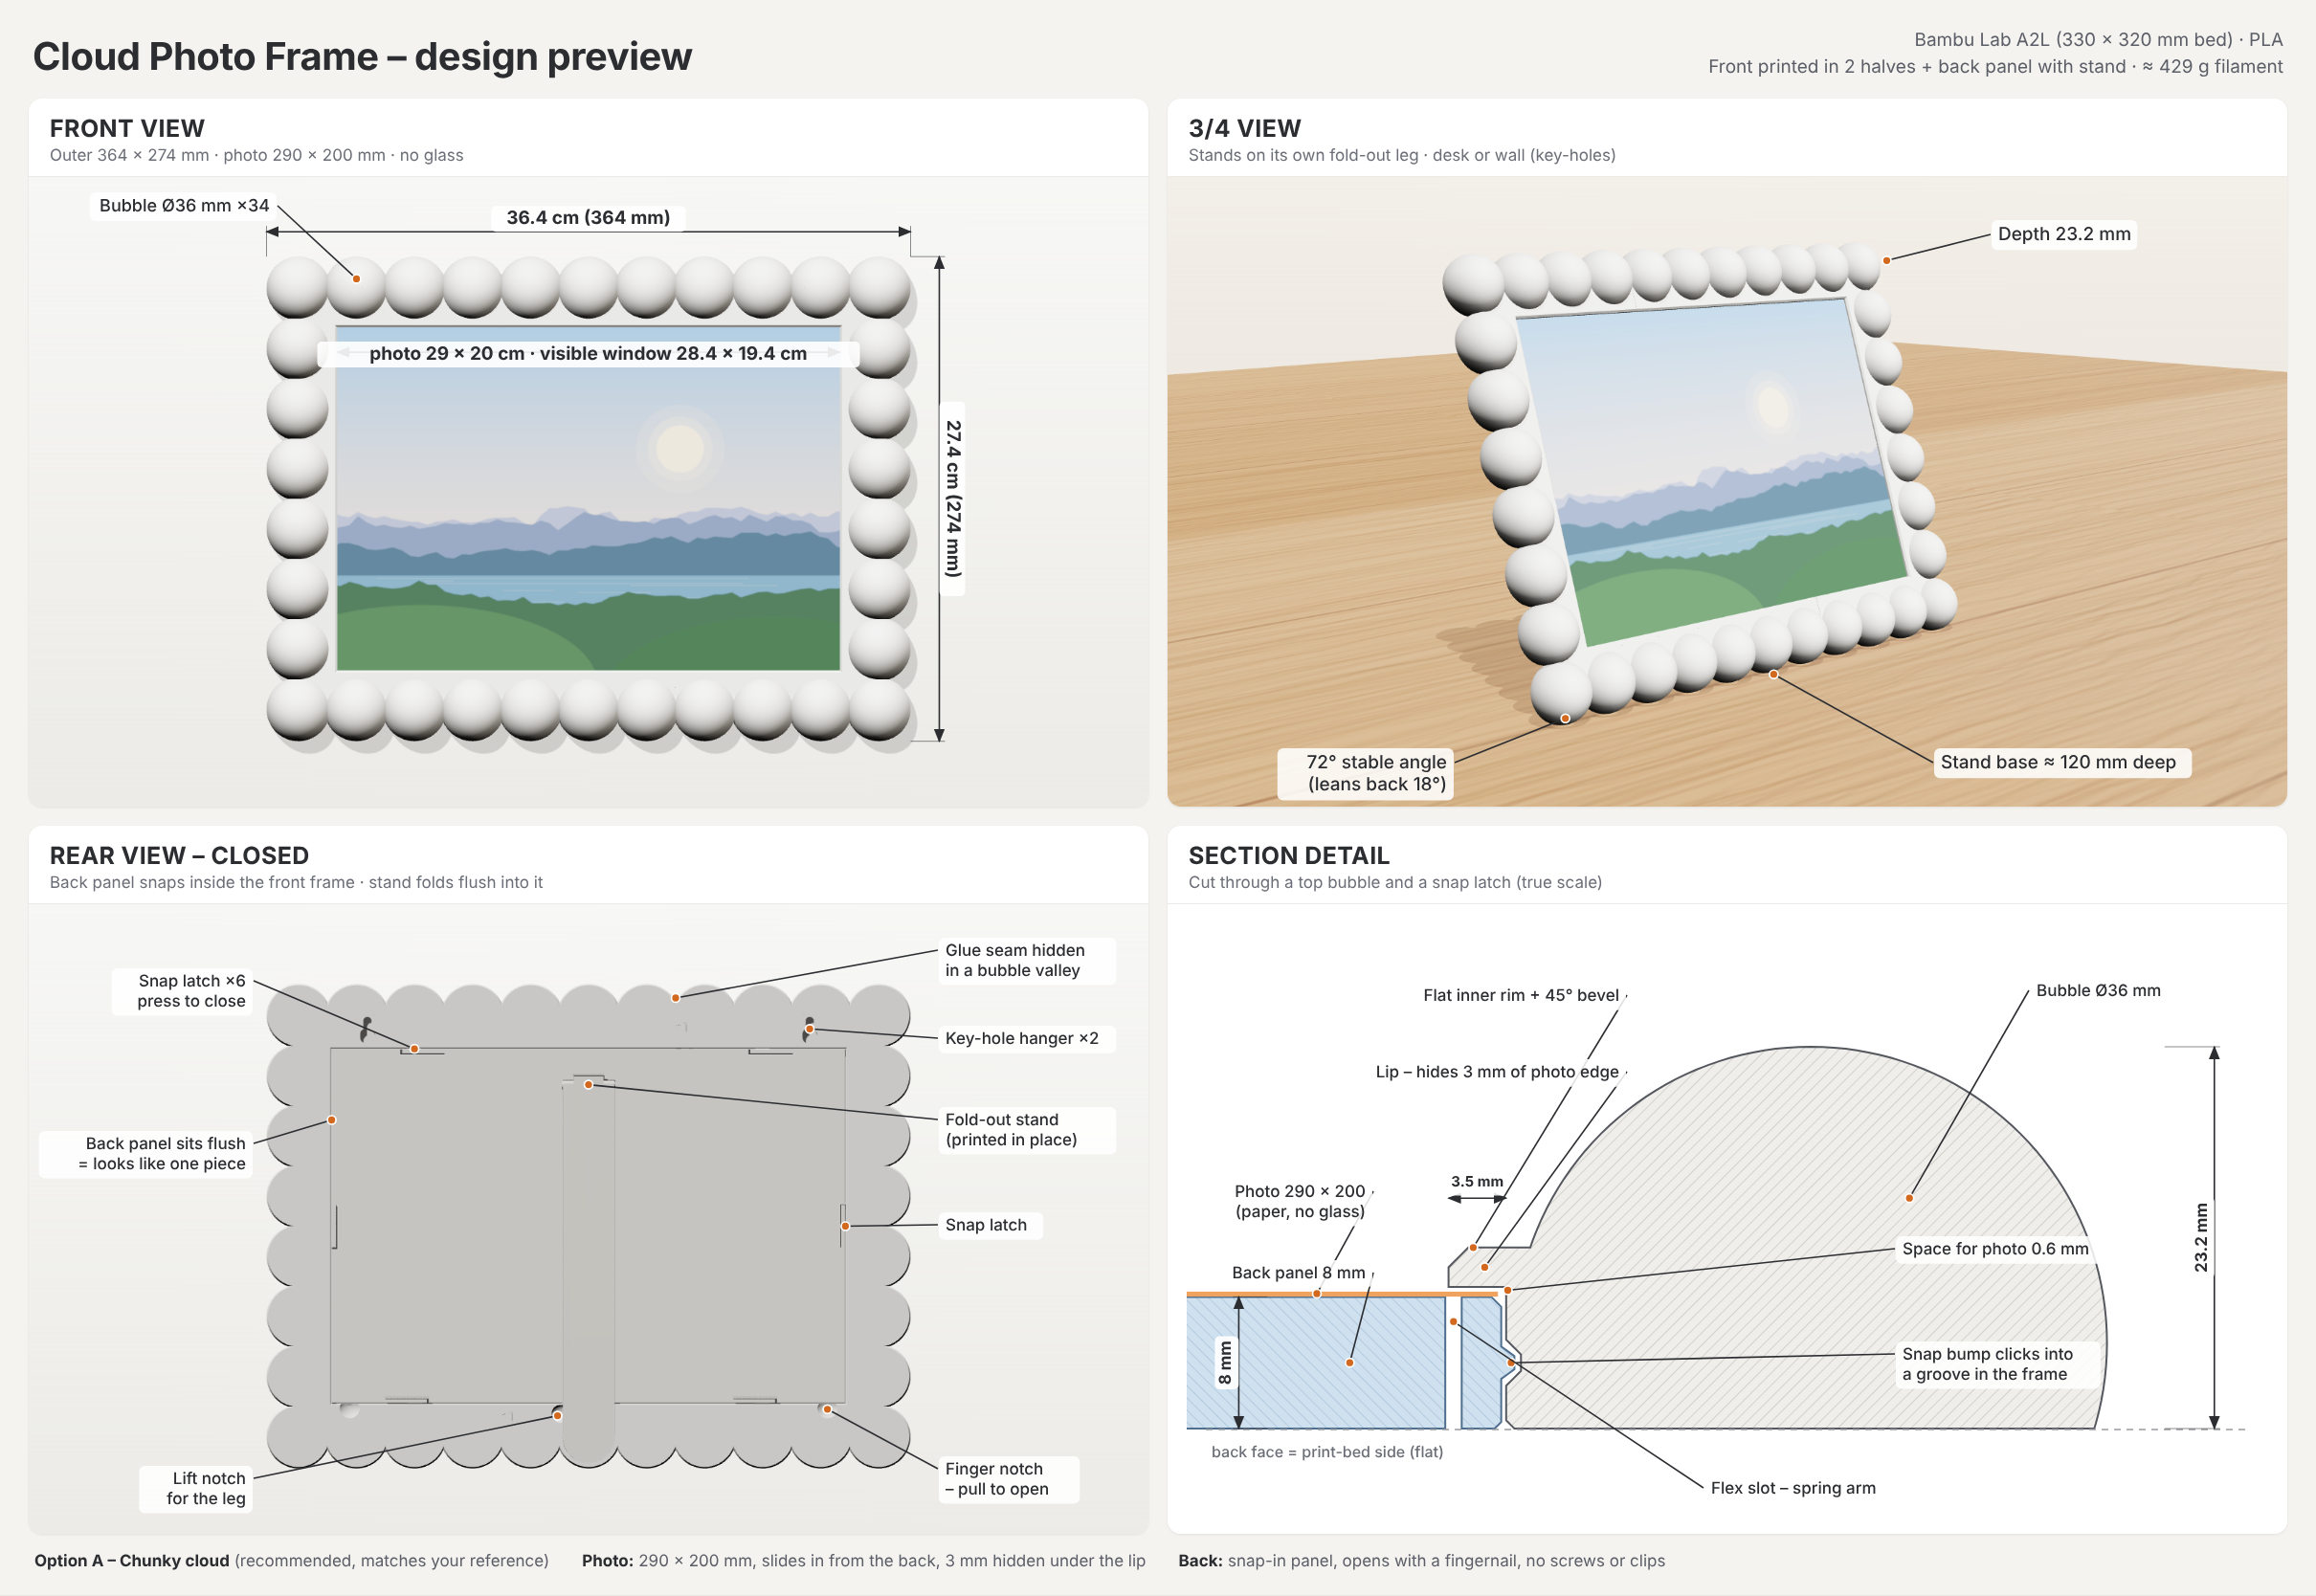 Cloud Photo Frame – design preview
Bambu Lab A2L (330 × 320 mm bed) · PLA
Front printed in 2 halves + back panel with stand · ≈ 429 g filament
FRONT VIEW
Outer 364 × 274 mm · photo 290 × 200 mm · no glass
Bubble Ø36 mm ×34
36.4 cm (364 mm)
photo 29 × 20 cm · visible window 28.4 × 19.4 cm
27.4 cm (274 mm)
3/4 VIEW
Stands on its own fold-out leg · desk or wall (key-holes)
Depth 23.2 mm
72° stable angle
(leans back 18°)
Stand base ≈ 120 mm deep
REAR VIEW – CLOSED
Back panel snaps inside the front frame · stand folds flush into it
Glue seam hidden
in a bubble valley
Snap latch ×6
press to close
Key-hole hanger ×2
Fold-out stand
(printed in place)
Back panel sits flush
= looks like one piece
Snap latch
Lift notch
for the leg
Finger notch
– pull to open
SECTION DETAIL
Cut through a top bubble and a snap latch (true scale)
Flat inner rim + 45° bevel
Bubble Ø36 mm
Lip – hides 3 mm of photo edge
3.5 mm
Photo 290 × 200
(paper, no glass)
Space for photo 0.6 mm
23.2 mm
Back panel 8 mm
8 mm
Snap bump clicks into
a groove in the frame
back face = print-bed side (flat)
Flex slot – spring arm
Option A – Chunky cloud (recommended, matches your reference)
Photo: 290 × 200 mm, slides in from the back, 3 mm hidden under the lip
Back: snap-in panel, opens with a fingernail, no screws or clips